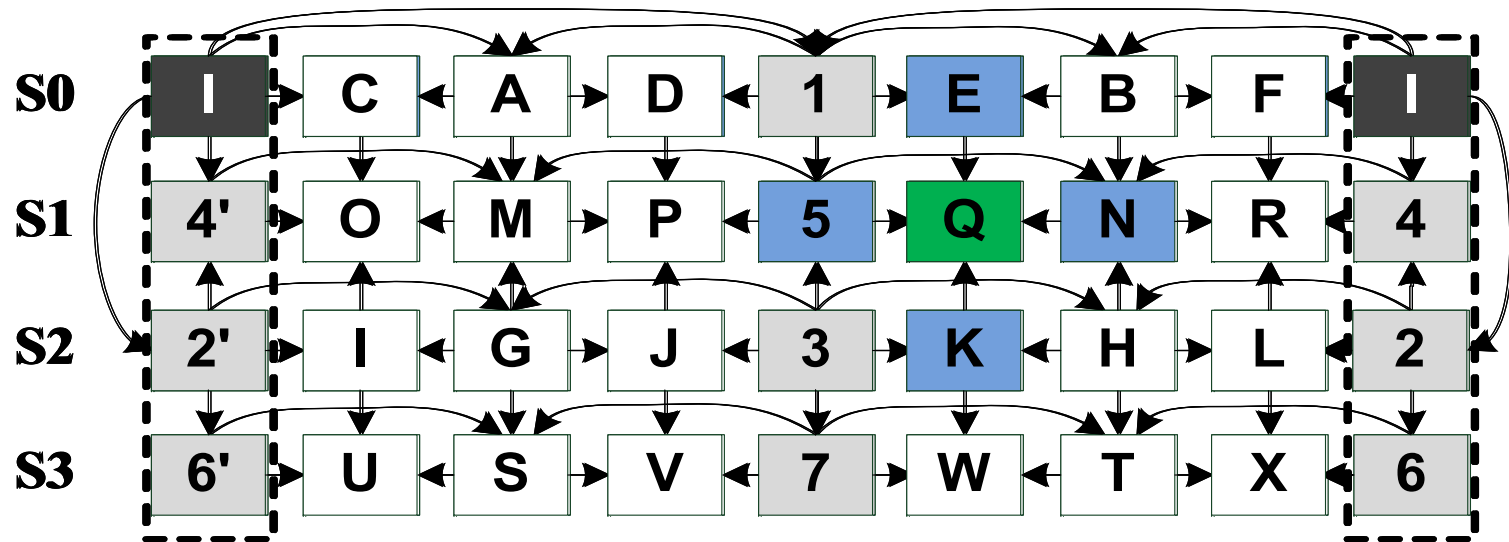 S0 I C A D 1 E B F I
S1 4' O M P 5 Q N R 4
S2 2' I G J 3 K H L 2
S3 6' U S V 7 W T X 6